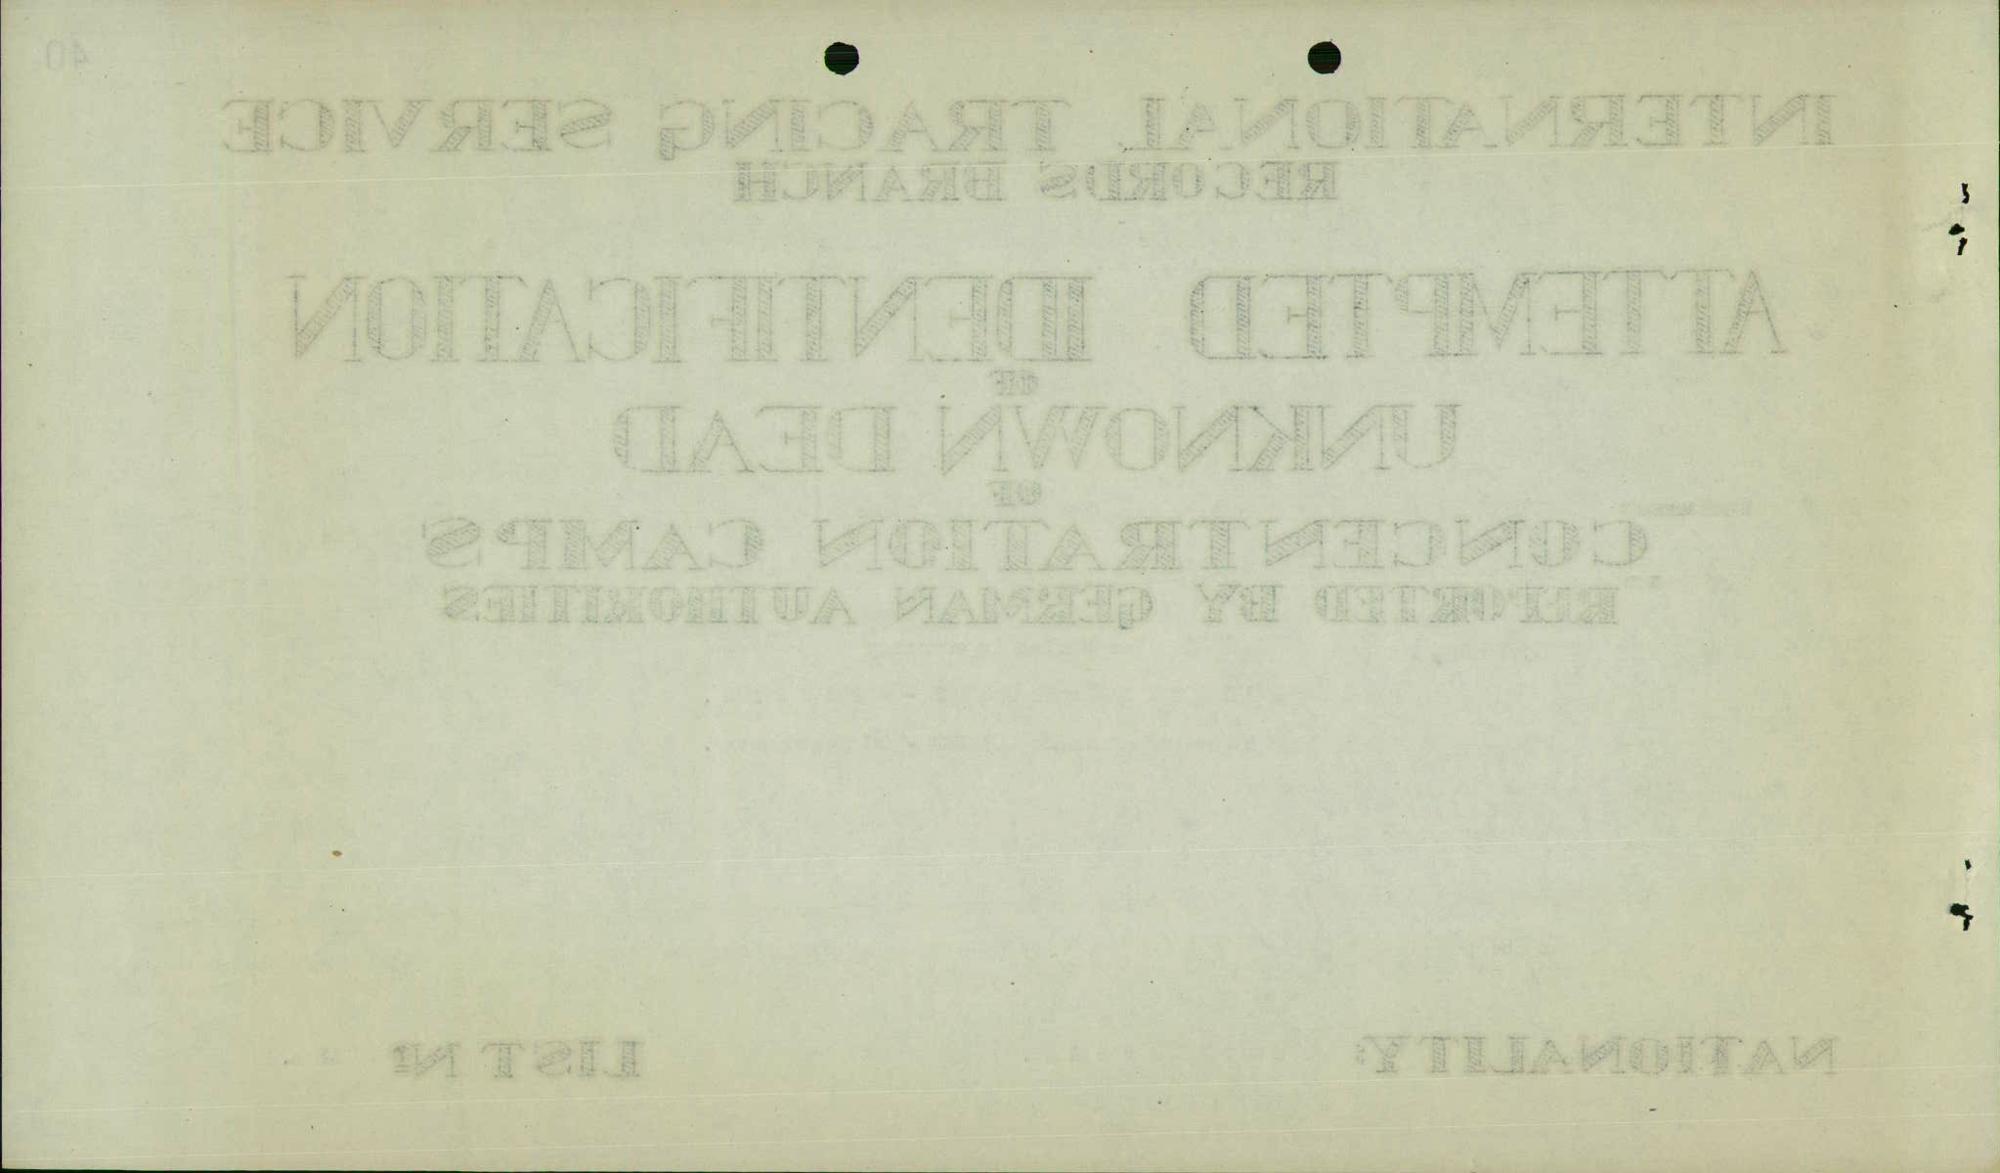 40
INTERNATIONAL TRACING SERVICE
RECORDS BRANCH
ATTEMPTED IDENTIFICATION
OF
UNKNOWN DEAD
OF
CONCENTRATION CAMPS
REPORTED BY GERMAN AUTHORITIES
NATIONALITY: LIST Nº